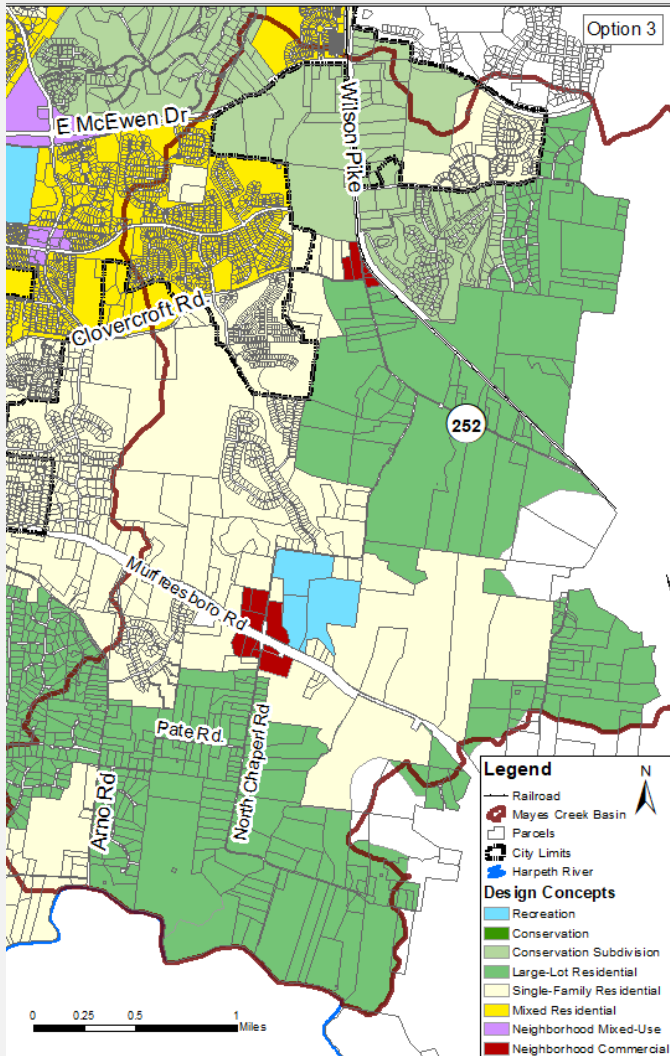 Option 3
E McEwen Dr
Wilson Pike
Clovercroft Rd
252
Murfreesboro Rd
Pate Rd.
North Chaperl Rd
Arno Rd
Legend
N
Railroad
Mayes Creek Basin
Parcels
City Limits
Harpeth River
Design Concepts
Recreation
Conservation
Conservation Subdivision
Large-Lot Residential
Single-Family Residential
Mixed Residential
Neighborhood Mixed-Use
Neighborhood Commercial
0 0.25 0.5 1
Miles